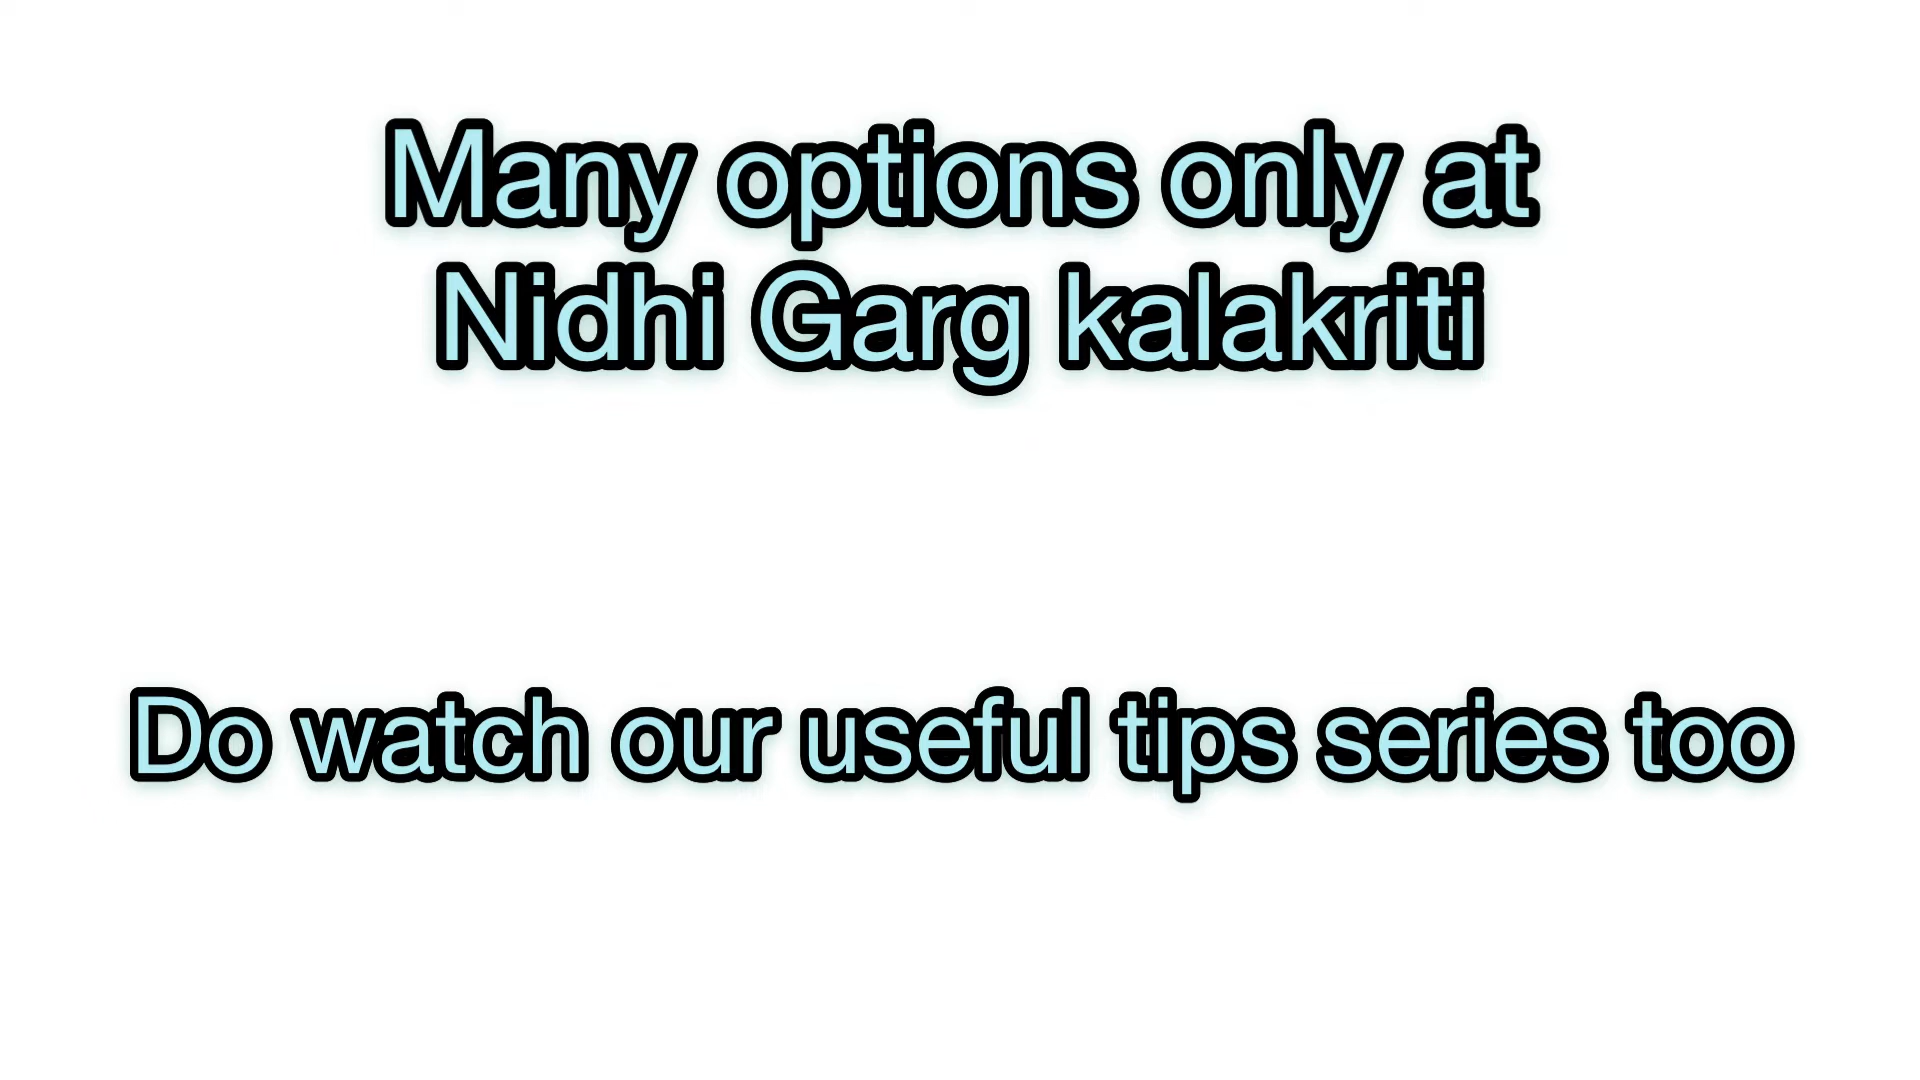 Many options only at
Nidhi Garg kalakriti
Do watch our useful tips series too